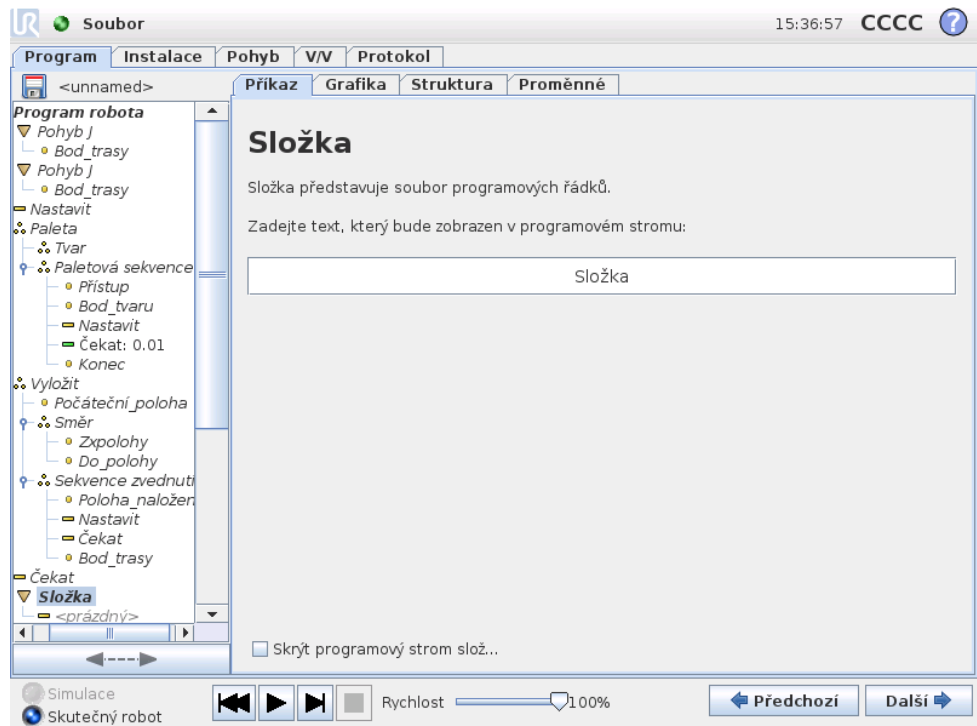 Soubor 15:36:57 CCCC ?
Program Instalace Pohyb V/V Protokol
<unnamed>
Příkaz Grafika Struktura Proměnné
Program robota
Pohyb J
Bod_trasy
Pohyb J
Bod_trasy
Nastavit
Paleta
Tvar
Paletová sekvence
Přístup
Bod_tvaru
Nastavit
Čekat: 0.01
Konec
Vyložit
Počáteční_poloha
Směr
Zxpolohy
Do_polohy
Sekvence zvednutí
Poloha_naložen
Nastavit
Čekat
Bod_trasy
Čekat
Složka
<prázdný>
Složka
Složka představuje soubor programových řádků.
Zadejte text, který bude zobrazen v programovém stromu:
Složka
Skrýt programový strom slož...
Simulace
Skutečný robot
Rychlost 100%
Předchozí Další